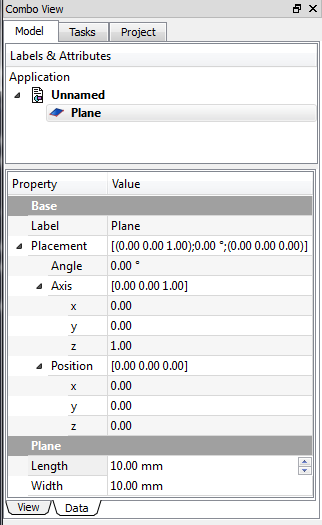 Combo View
Model Tasks Project
Labels & Attributes
Application
Unnamed
Plane
Property Value
Base
Label Plane
Placement [(0.00 0.00 1.00);0.00 °;(0.00 0.00 0.00)]
Angle 0.00 °
Axis [0.00 0.00 1.00]
x 0.00
y 0.00
z 1.00
Position [0.00 0.00 0.00]
x 0.00
y 0.00
z 0.00
Plane
Length 10.00 mm
Width 10.00 mm
View Data